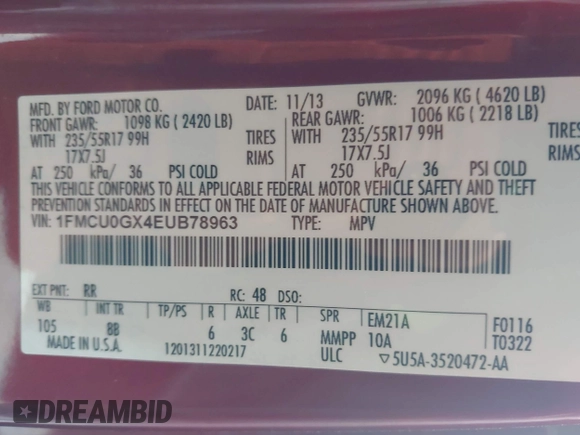 MFD. BY FORD MOTOR CO. DATE: 11/13 GVWR: 2096 KG ( 4620 LB)
FRONT GAWR: 1098 KG ( 2420 LB) REAR GAWR: 1006 KG ( 2218 LB)
WITH 235/55R17 99H TIRES WITH 235/55R17 99H TIRES
17X7.5J RIMS 17X7.5J RIMS
AT 250 kPa/ 36 PSI COLD AT 250 kPa/ 36 PSI COLD
THIS VEHICLE CONFORMS TO ALL APPLICABLE FEDERAL MOTOR VEHICLE SAFETY AND THEFT
PREVENTION STANDARDS IN EFFECT ON THE DATE OF MANUFACTURE SHOWN ABOVE.
VIN: 1FMCU0GX4EUB78963 TYPE: MPV
EXT PNT: RR RC: 48 DSO:
WB INT TR TP/PS R AXLE TR SPR EM21A F0116
105 8B 6 3C 6 MMPP 10A T0322
MADE IN U.S.A. 1201311220217 ULC ▽5U5A-3520472-AA
DREAMBID